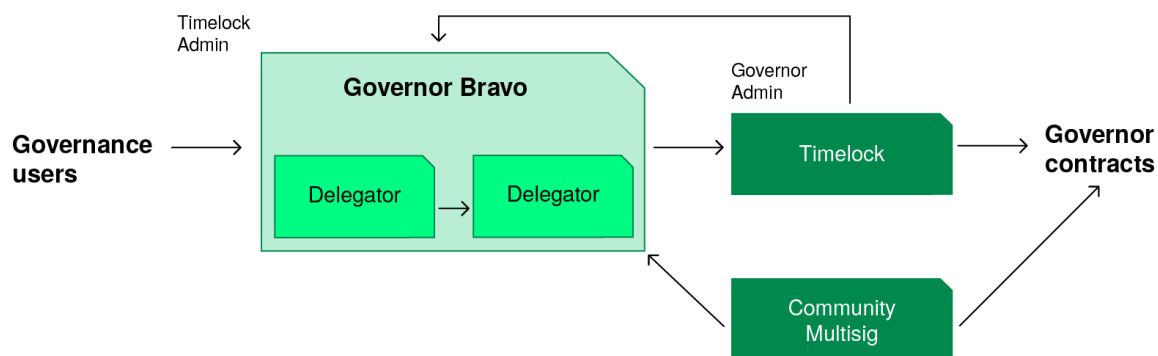 Timelock
Admin
Governor Bravo
Governor
Admin
Governance
users
Delegator
Delegator
Timelock
Governor
contracts
Community
Multisig